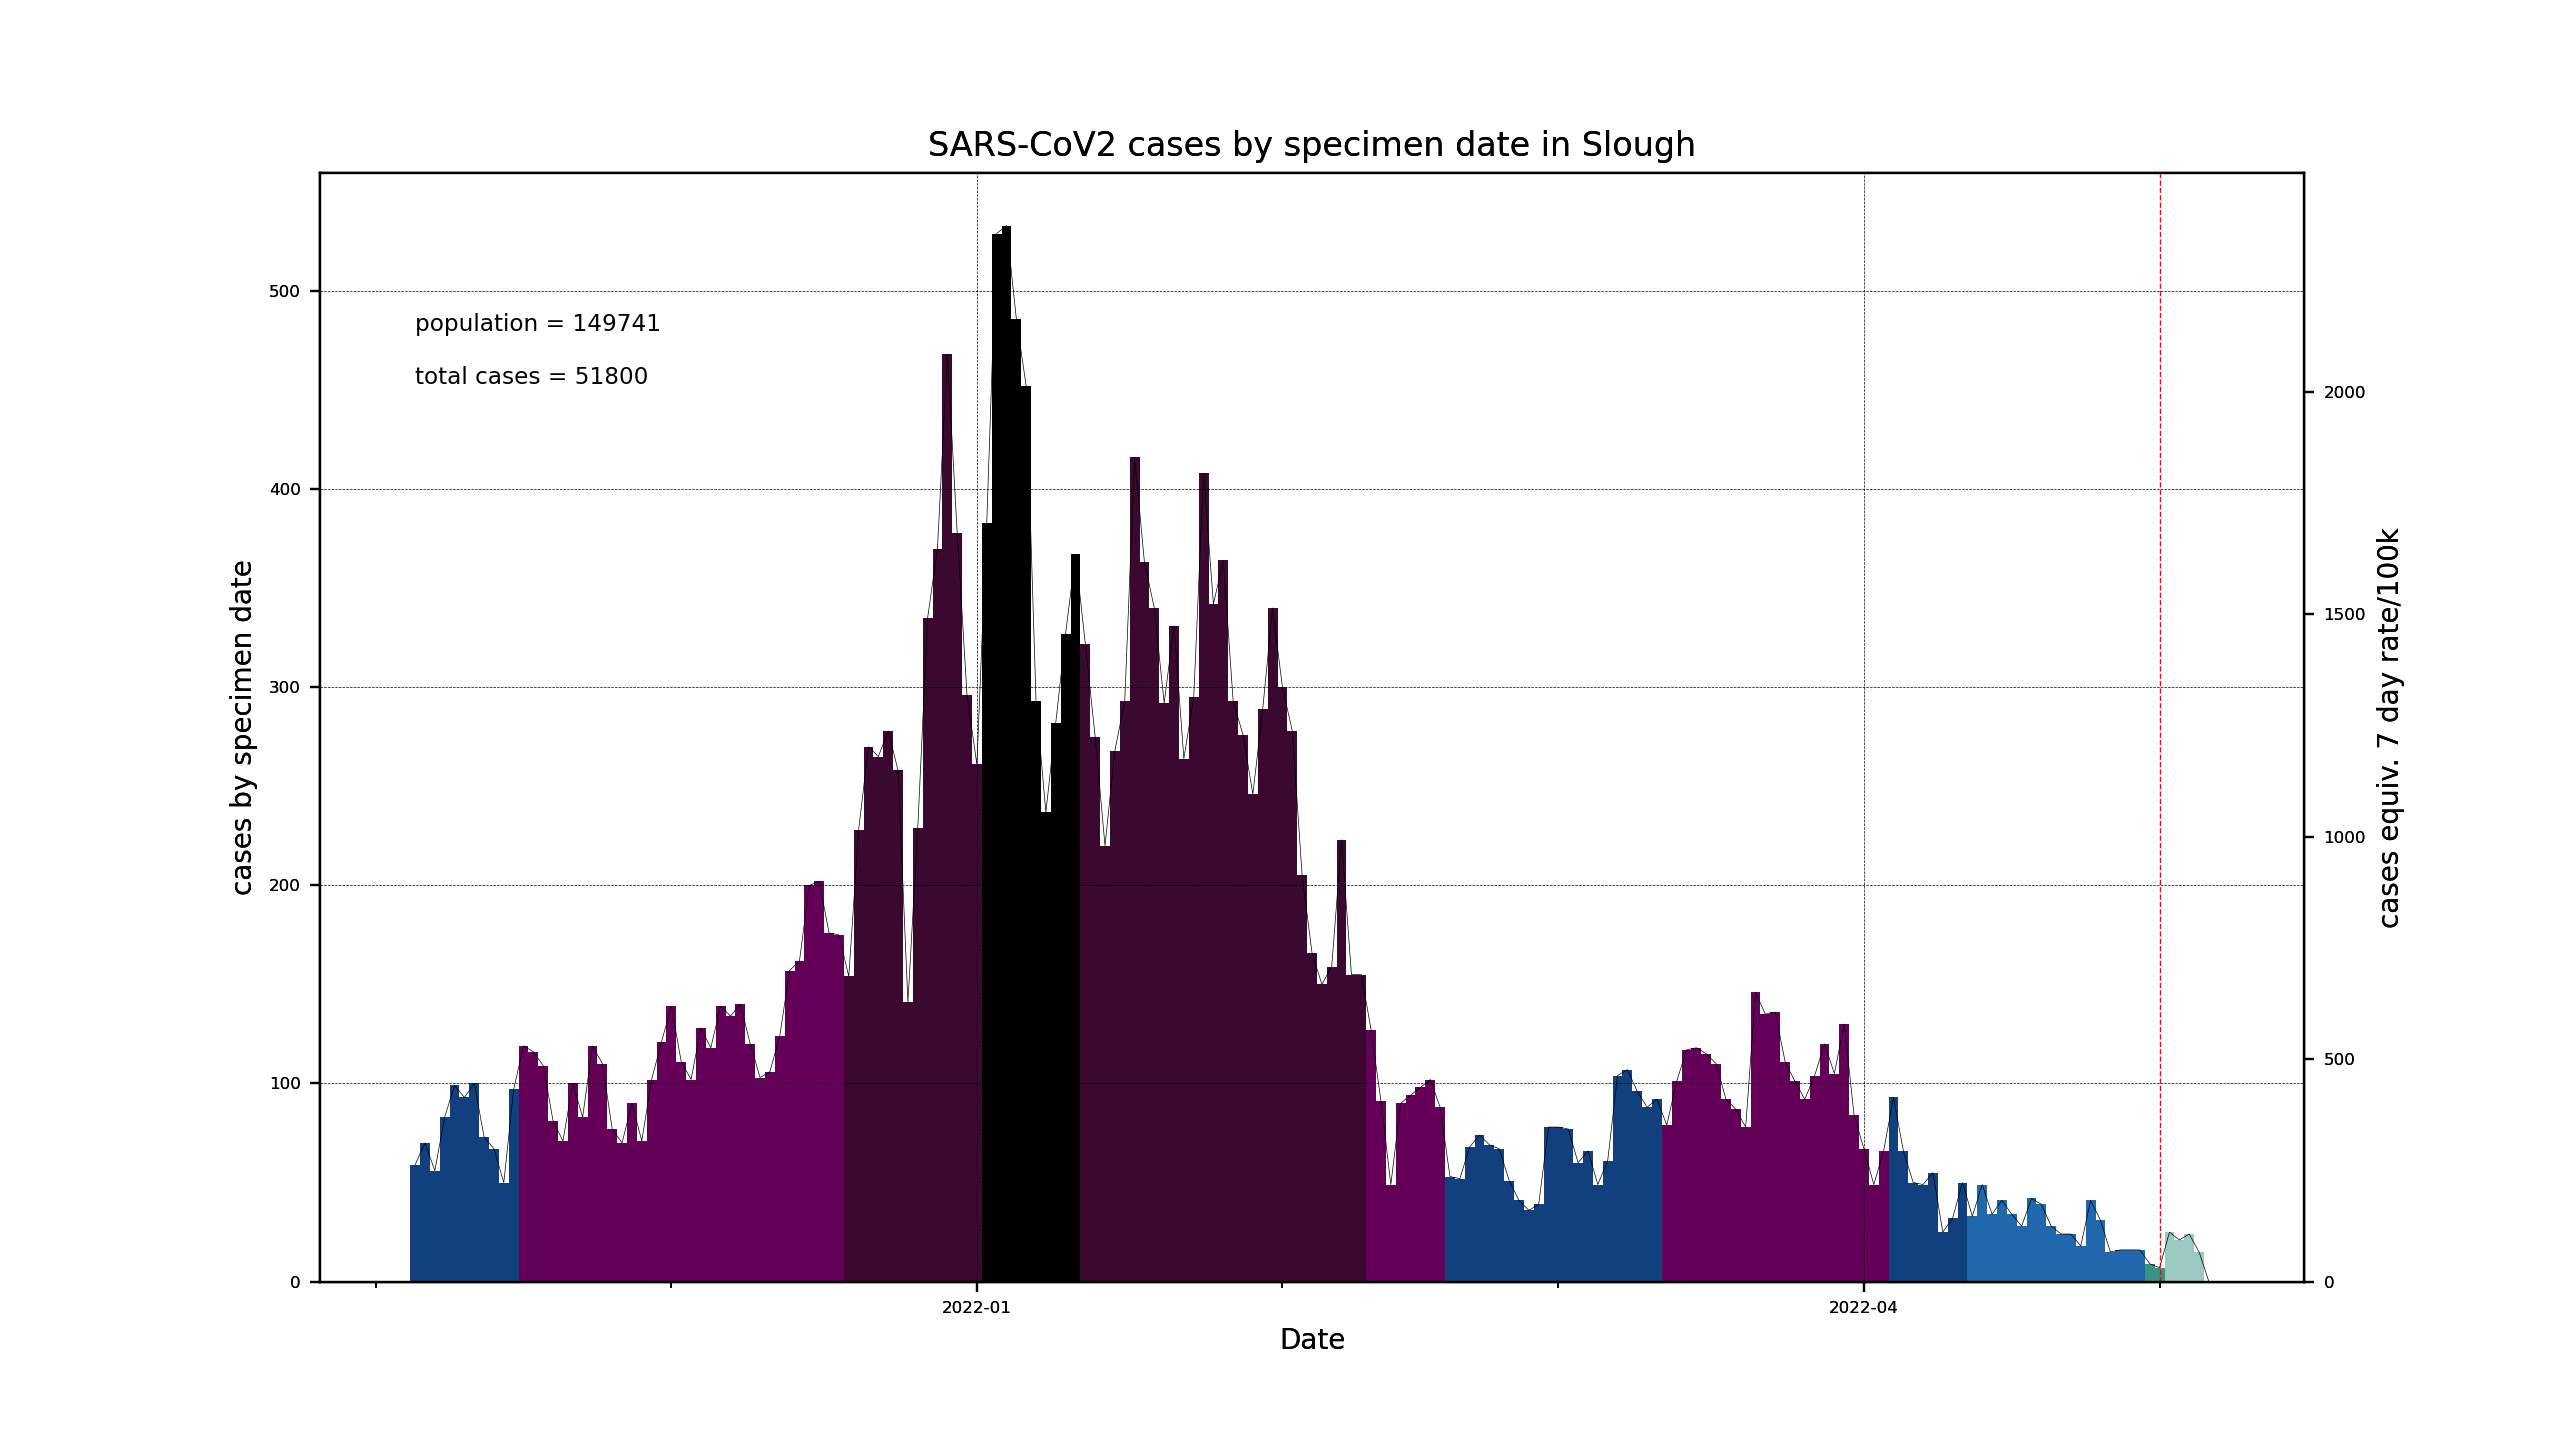 SARS-CoV2 cases by specimen date in Slough
population = 149741
total cases = 51800
cases by specimen date
500
400
300
200
100
0
2000
1500
1000
500
0
cases equiv. 7 day rate/100k
2022-01
2022-04
Date